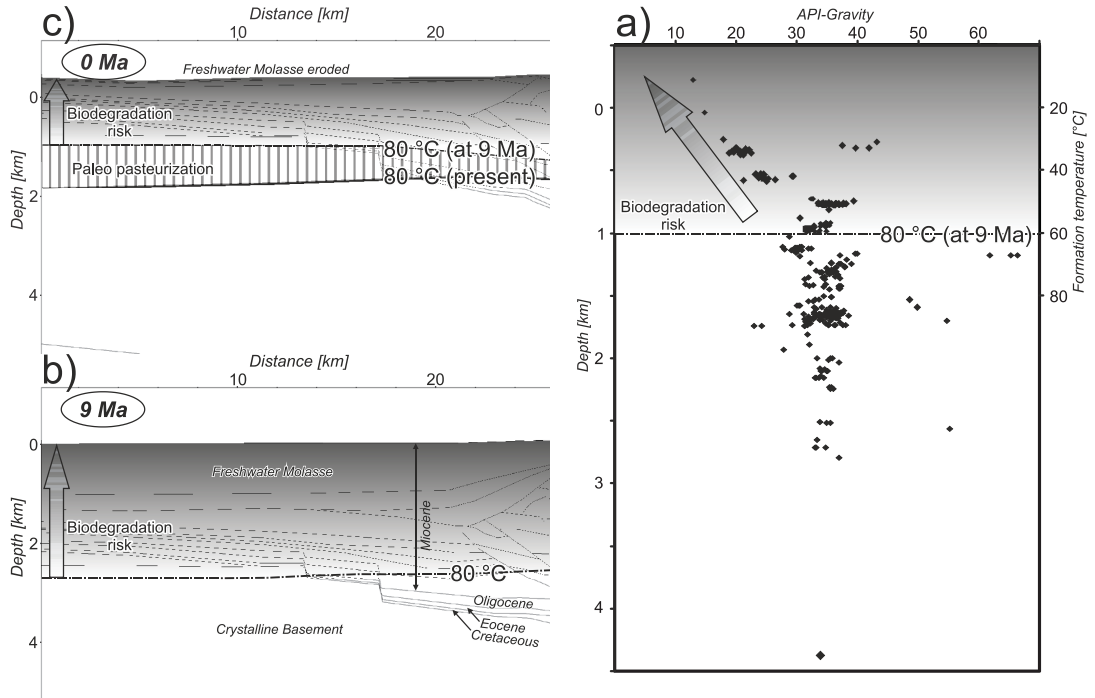 c)
Distance [km]
10
20
0 Ma
Freshwater Molasse eroded
0
Biodegradation
risk
80 °C (at 9 Ma)
Paleo pasteurization
80 °C (present)
2
Depth [km]
4
b)
Distance [km]
10
20
9 Ma
0
Freshwater Molasse
Depth [km]
Biodegradation
risk
Miocene
2
80 °C
Oligocene
Eocene
Cretaceous
Crystalline Basement
4
a)
API-Gravity
10
20
30
40
50
60
0
20
40
Biodegradation
risk
1
80 °C (at 9 Ma)
60
Formation temperature [°C]
80
Depth [km]
2
3
4